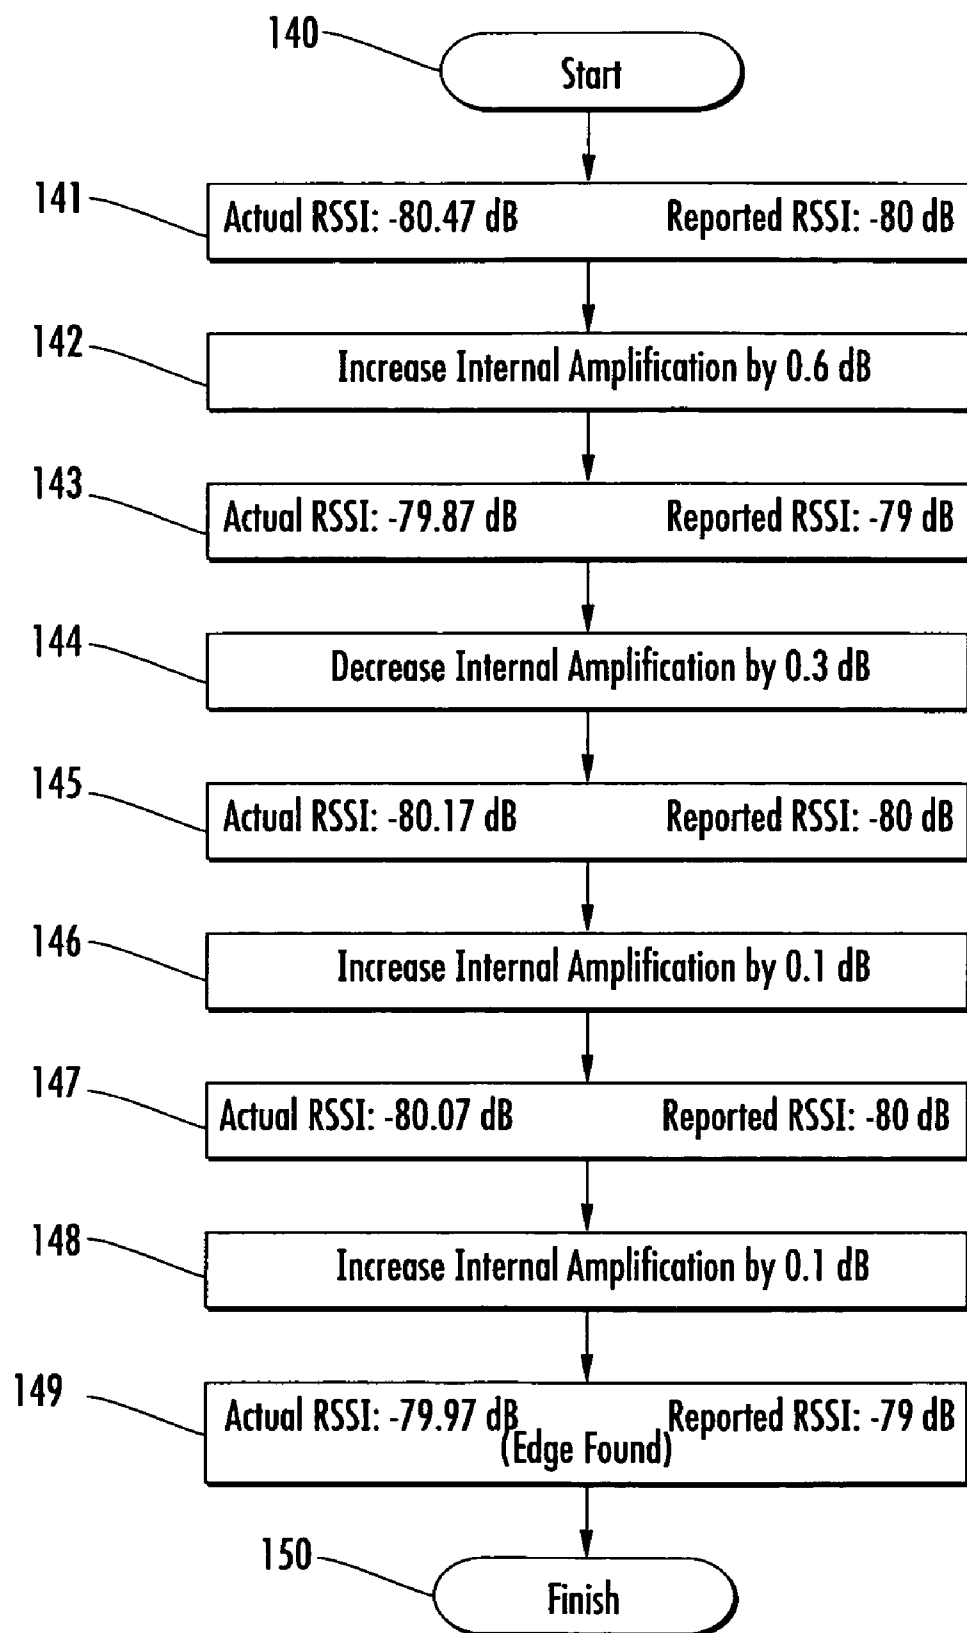 140
Start
141
Actual RSSI: -80.47 dB Reported RSSI: -80 dB
142
Increase Internal Amplification by 0.6 dB
143
Actual RSSI: -79.87 dB Reported RSSI: -79 dB
144
Decrease Internal Amplification by 0.3 dB
145
Actual RSSI: -80.17 dB Reported RSSI: -80 dB
146
Increase Internal Amplification by 0.1 dB
147
Actual RSSI: -80.07 dB Reported RSSI: -80 dB
148
Increase Internal Amplification by 0.1 dB
149
Actual RSSI: -79.97 dB Reported RSSI: -79 dB
(Edge Found)
150
Finish